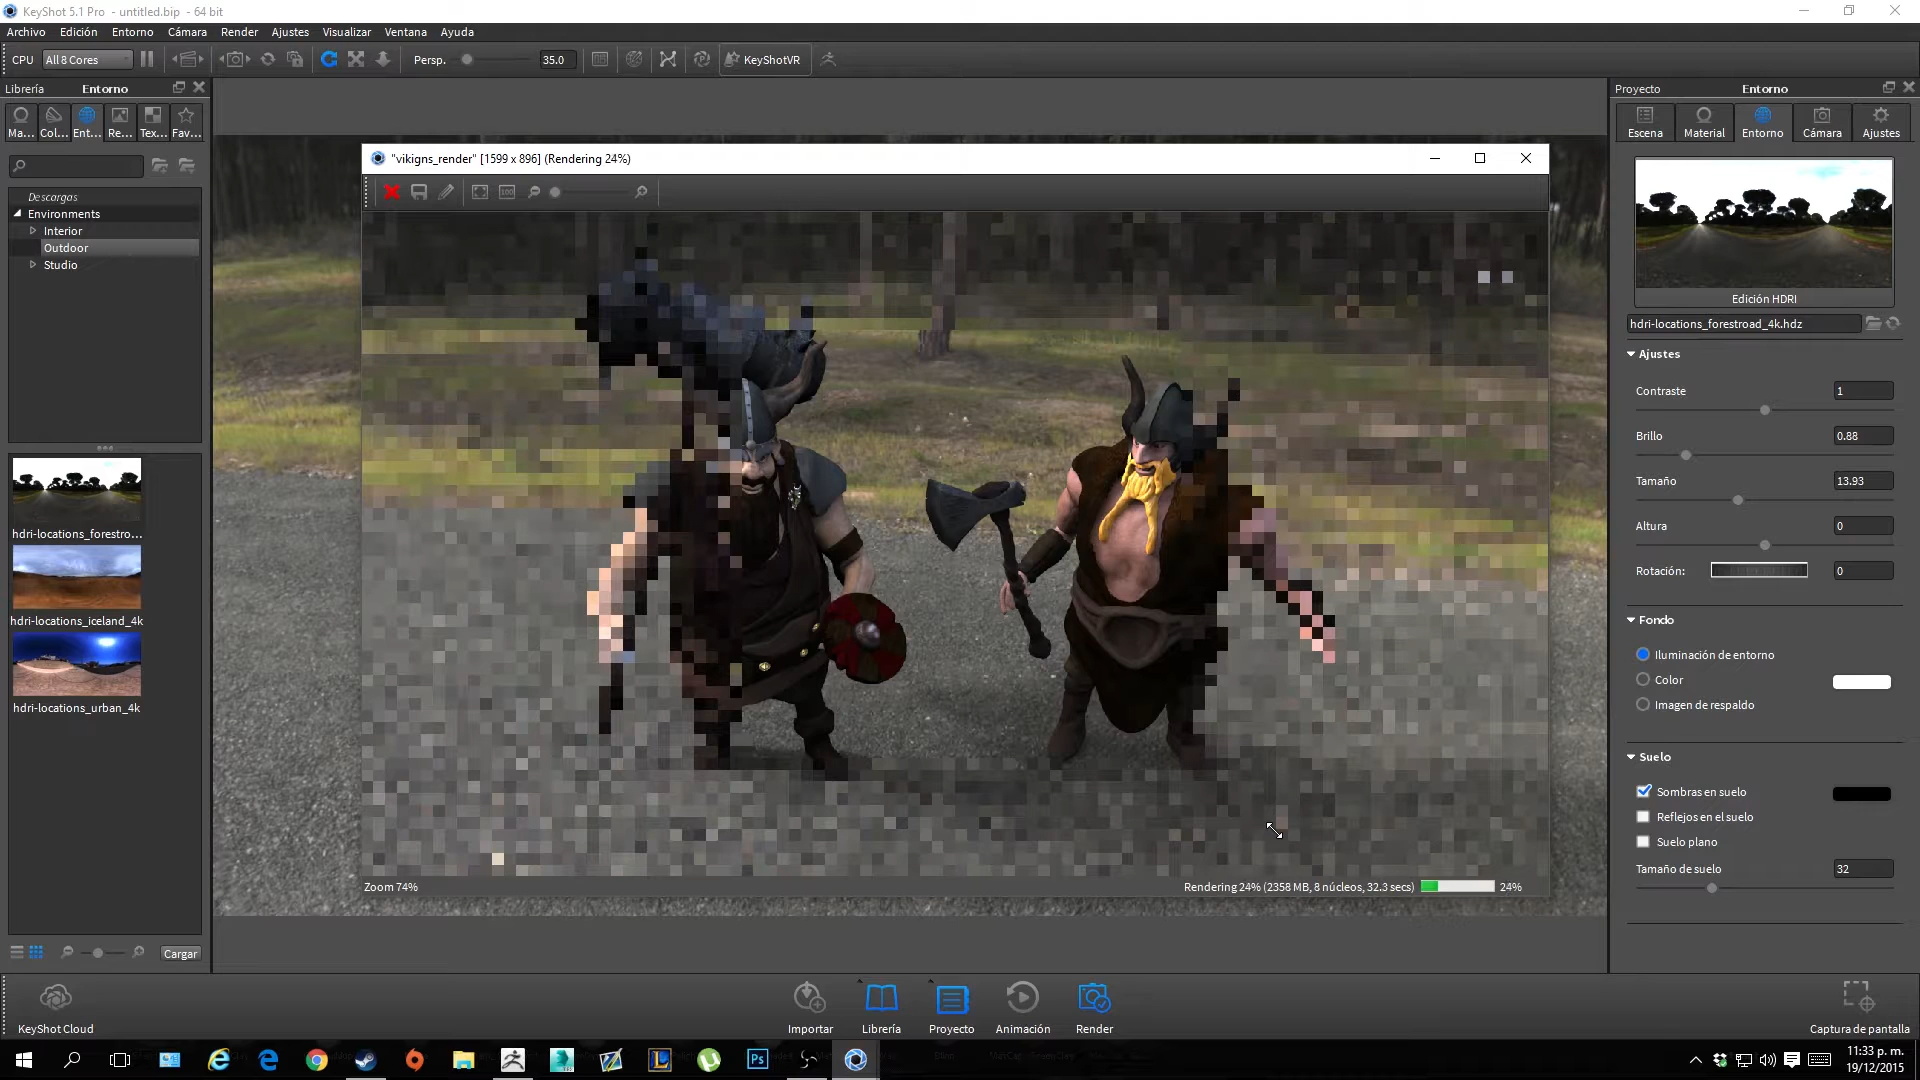 KeyShot 5.1 Pro - untitled.bip - 64 bit
Archivo Edición Entorno Cámara Render Ajustes Visualizar Ventana Ayuda
CPU All 8 Cores Persp. 35.0 KeyShotVR
Librería Entorno
Ma... Col... Ent... Re... Tex... Fav...
Descargas
Environments
Interior
Outdoor
Studio
hdri-locations_forestro...
hdri-locations_iceland_4k
hdri-locations_urban_4k
Cargar
"vikigns_render" [1599 x 896] (Rendering 24%)
100
Zoom 74%
Rendering 24% (2358 MB, 8 núcleos, 32.3 secs) 24%
Proyecto Entorno
Escena Material Entorno Cámara Ajustes
Edición HDRI
hdri-locations_forestroad_4k.hdz
Ajustes
Contraste 1
Brillo 0.88
Tamaño 13.93
Altura 0
Rotación: 0
Fondo
Iluminación de entorno
Color
Imagen de respaldo
Suelo
Sombras en suelo
Reflejos en el suelo
Suelo plano
Tamaño de suelo 32
KeyShot Cloud Importar Librería Proyecto Animación Render Captura de pantalla
Ps
11:33 p. m.
19/12/2015